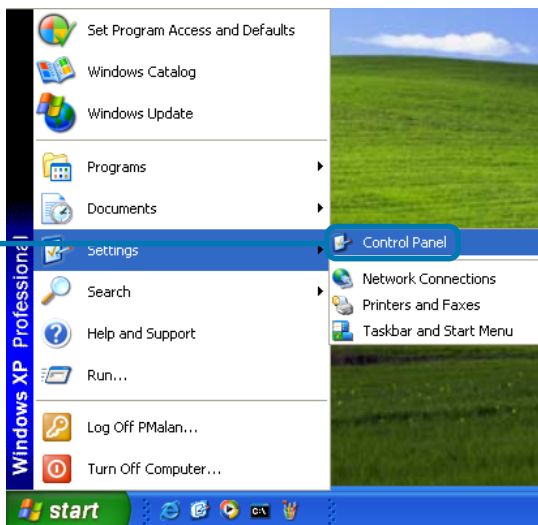 Set Program Access and Defaults
Windows Catalog
Windows Update
Programs
Documents
Settings
Search
Help and Support
Run...
Log Off PMalan...
Turn Off Computer...
Control Panel
Network Connections
Printers and Faxes
Taskbar and Start Menu
Windows XP Professional
start
C:\